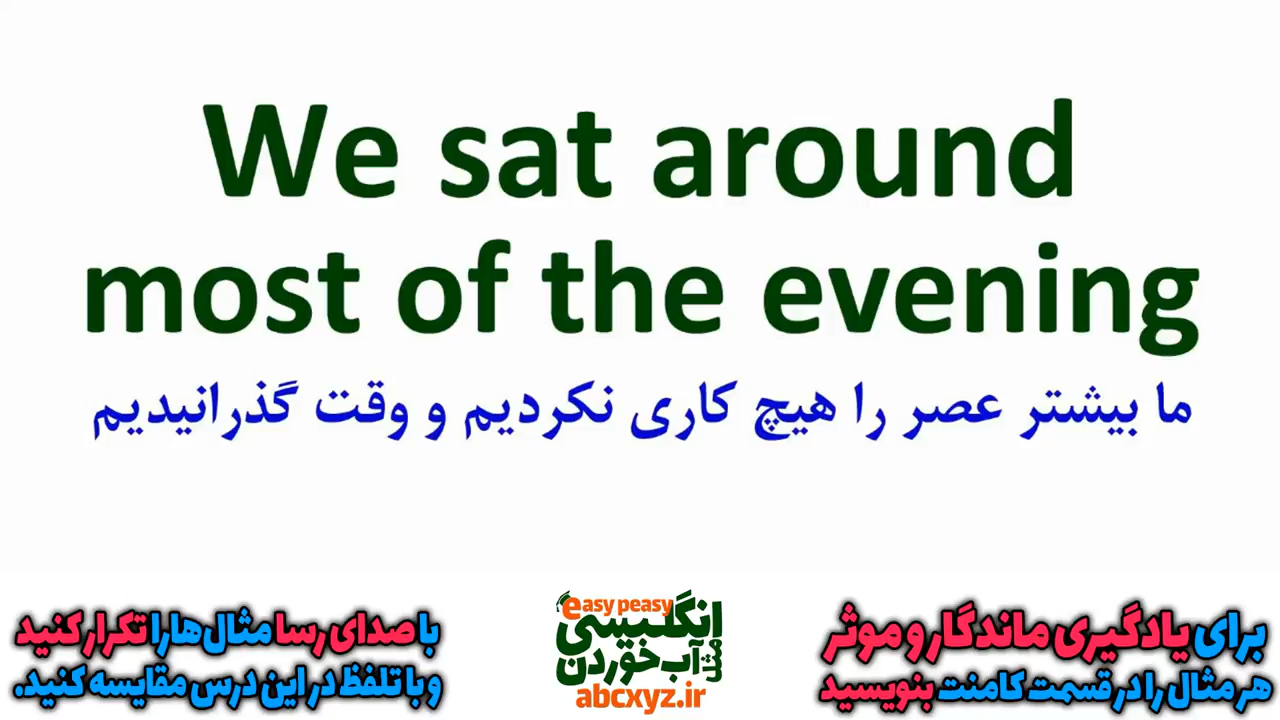 We sat around
most of the evening
ما بیشتر عصر را هیچ کاری نکردیم و وقت گذرانیدیم
برای یادگیری ماندگار و موثر
هر مثال را در قسمت کامنت بنویسید
easy peasy
انگلیسی
مثل آب خوردن
abcxyz.ir
با صدای رسا مثال‌ها را تکرار کنید
و با تلفظ در این درس مقایسه کنید.